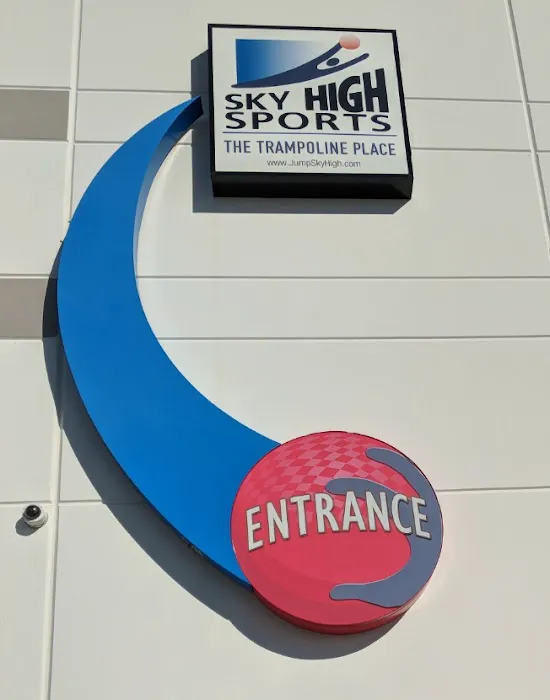 SKY HIGH
SPORTS
THE TRAMPOLINE PLACE
www.JumpSkyHigh.com
ENTRANCE